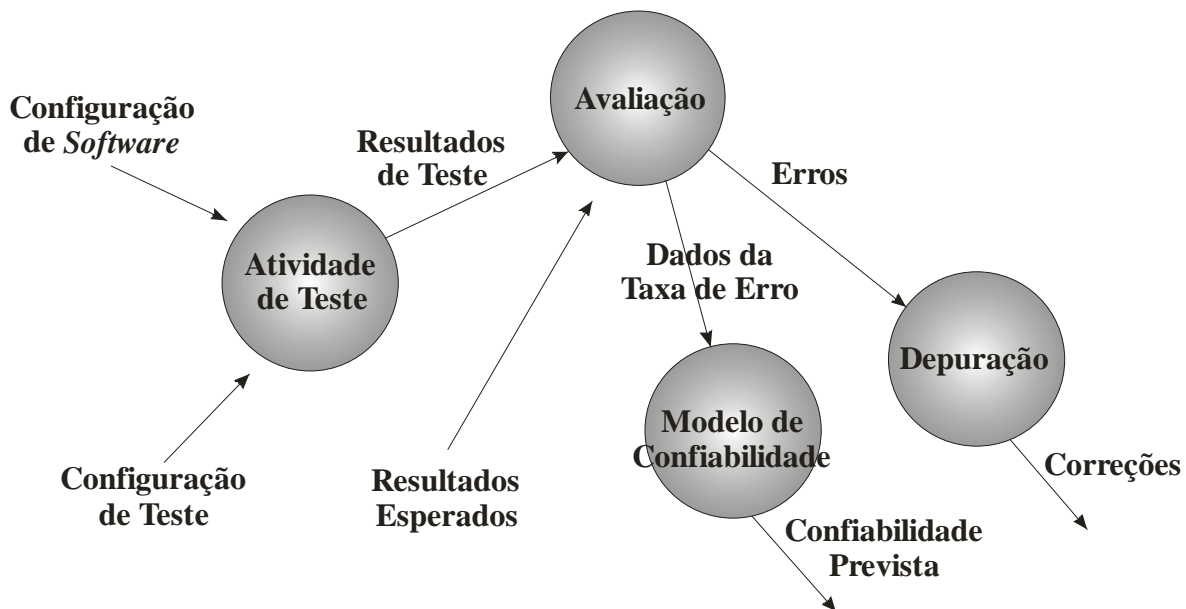 Configuração
de Software
Resultados
de Teste
Avaliação
Erros
Atividade
de Teste
Dados da
Taxa de Erro
Depuração
Modelo de
Confiabilidade
Configuração
de Teste
Resultados
Esperados
Correções
Confiabilidade
Prevista